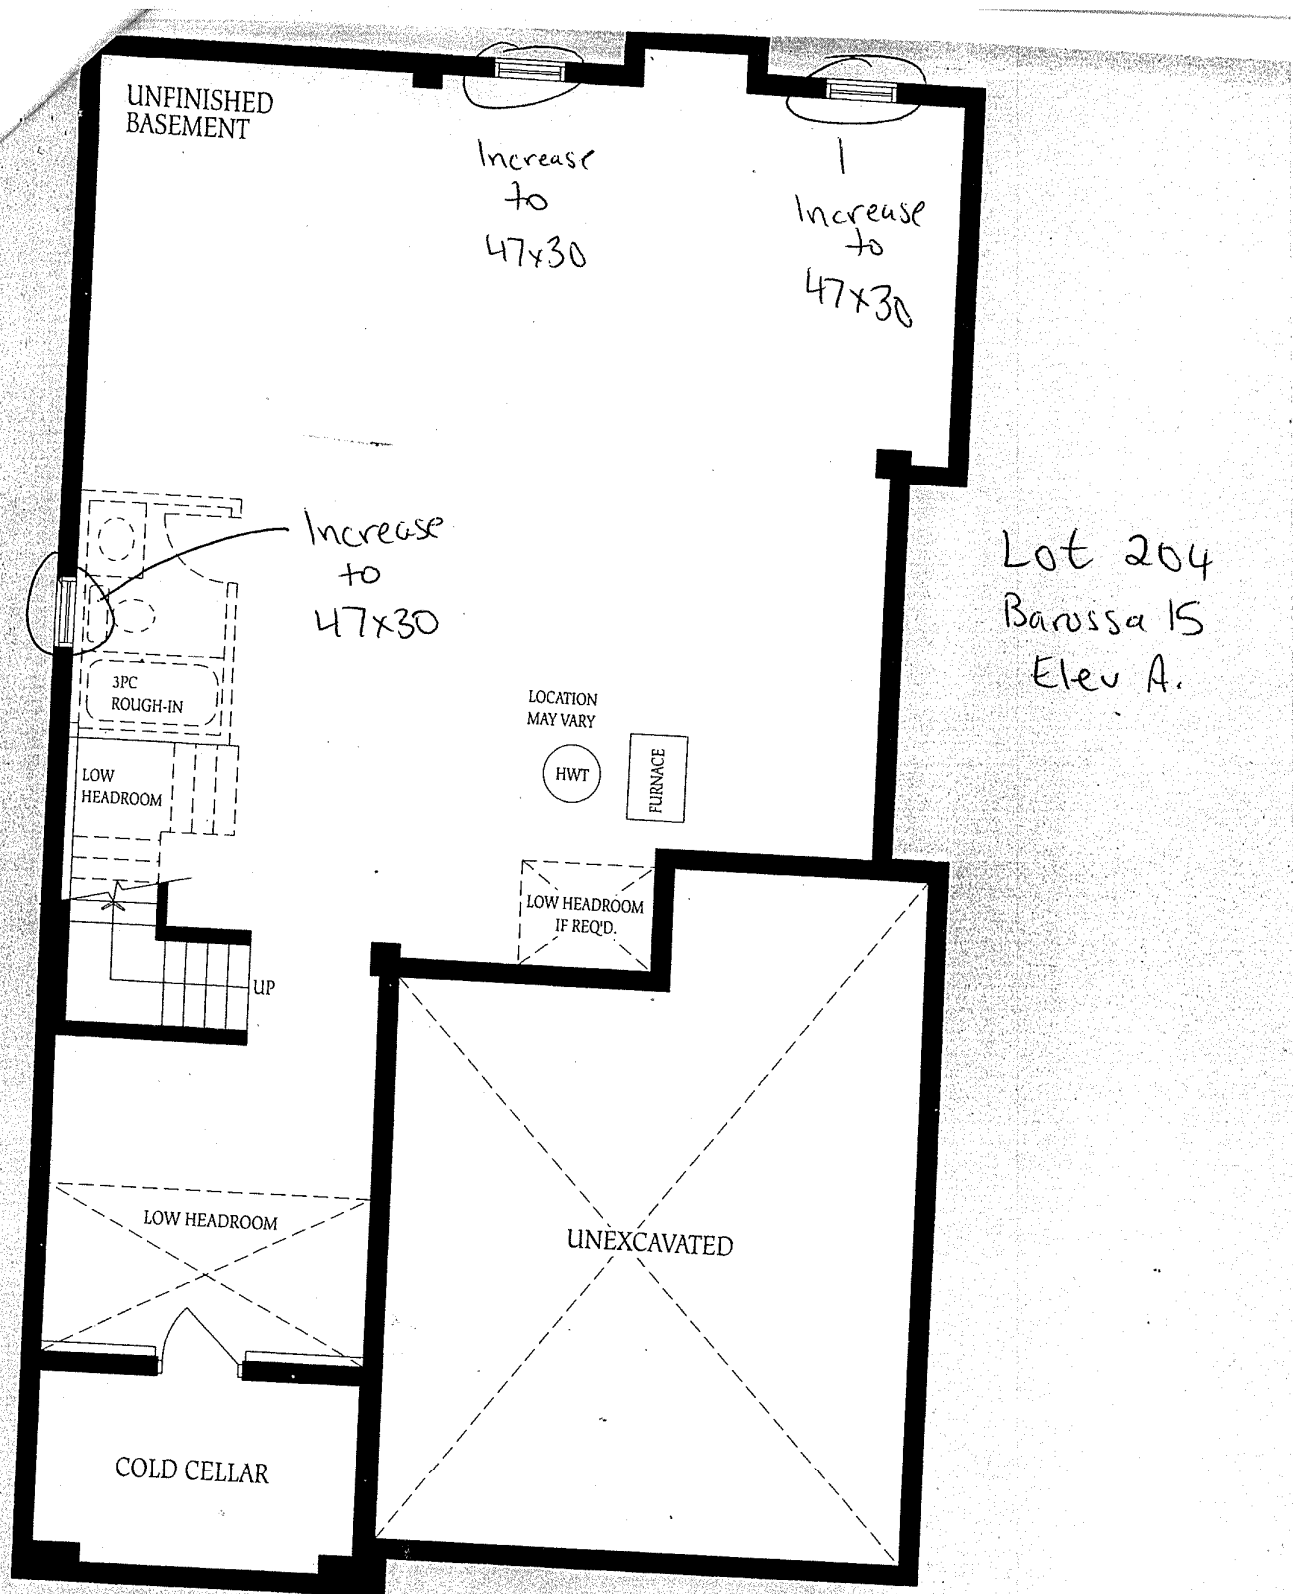 UNFINISHED
BASEMENT
Increase
to
47x30
Increase
to
47x30
Increase
to
47x30
Lot 204
Barossa 15
Elev A.
3PC
ROUGH-IN
LOCATION
MAY VARY
HWT
FURNACE
LOW
HEADROOM
LOW HEADROOM
IF REQ'D.
UP
LOW HEADROOM
UNEXCAVATED
COLD CELLAR